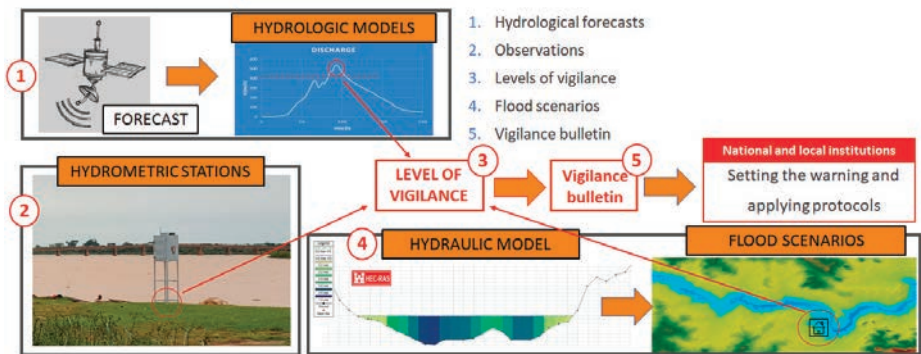 HYDROLOGIC MODELS
DISCHARGE
1
FORECAST
1. Hydrological forecasts
2. Observations
3. Levels of vigilance
4. Flood scenarios
5. Vigilance bulletin
HYDROMETRIC STATIONS
2
LEVEL OF
VIGILANCE
3
Vigilance
bulletin
5
National and local institutions
Setting the warning and
applying protocols
4
HYDRAULIC MODEL
HEC-RAS
FLOOD SCENARIOS